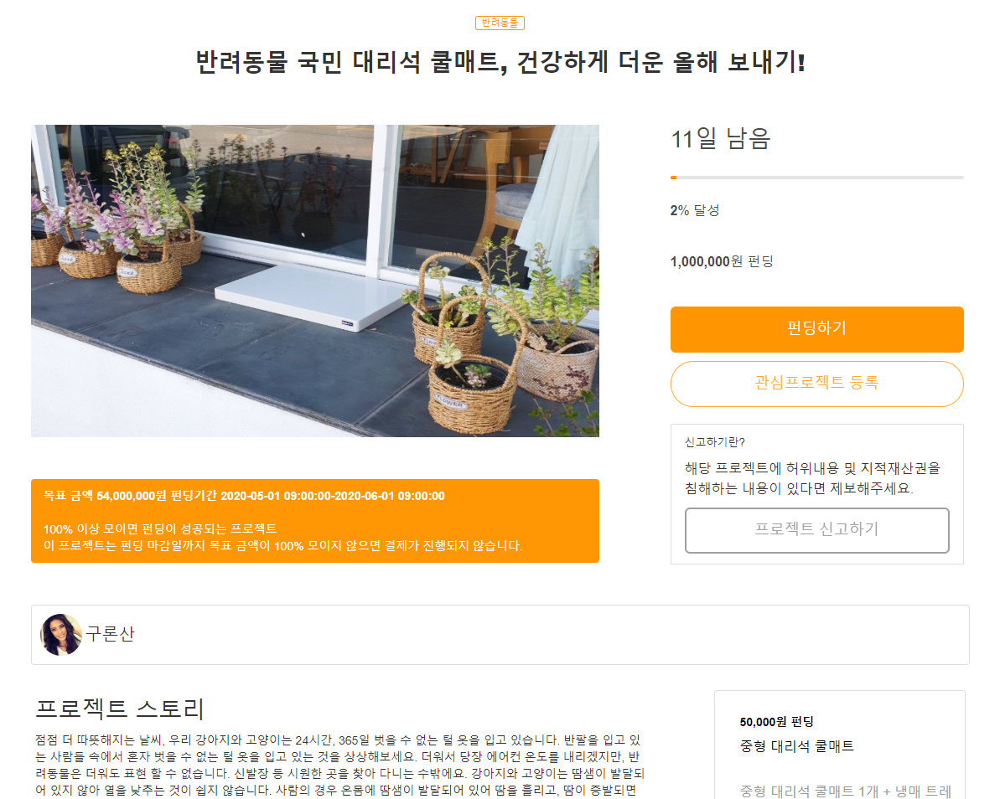 반려동물
반려동물 국민 대리석 쿨매트, 건강하게 더운 올해 보내기!
11일 남음
2% 달성
1,000,000원 펀딩
펀딩하기
관심프로젝트 등록
신고하기란?
해당 프로젝트에 허위내용 및 지적재산권을
침해하는 내용이 있다면 제보해주세요.
프로젝트 신고하기
FLOWER
목표 금액 54,000,000원 펀딩기간 2020-05-01 09:00:00-2020-06-01 09:00:00
100% 이상 모이면 펀딩이 성공되는 프로젝트
이 프로젝트는 펀딩 마감일까지 목표 금액이 100% 모이지 않으면 결제가 진행되지 않습니다.
구론산
프로젝트 스토리
점점 더 따뜻해지는 날씨, 우리 강아지와 고양이는 24시간, 365일 벗을 수 없는 털 옷을 입고 있습니다. 반팔을 입고 있
는 사람들 속에서 혼자 벗을 수 없는 털 옷을 입고 있는 것을 상상해보세요. 더워서 당장 에어컨 온도를 내리겠지만, 반
려동물은 더워도 표현 할 수 없습니다. 신발장 등 시원한 곳을 찾아 다니는 수밖에요. 강아지와 고양이는 땀샘이 발달되
어 있지 않아 열을 낮추는 것이 쉽지 않습니다. 사람의 경우 온몸에 땀샘이 발달되어 있어 땀을 흘리고, 땀이 증발되면
50,000원 펀딩
중형 대리석 쿨매트
중형 대리석 쿨매트 1개 + 냉매 트레